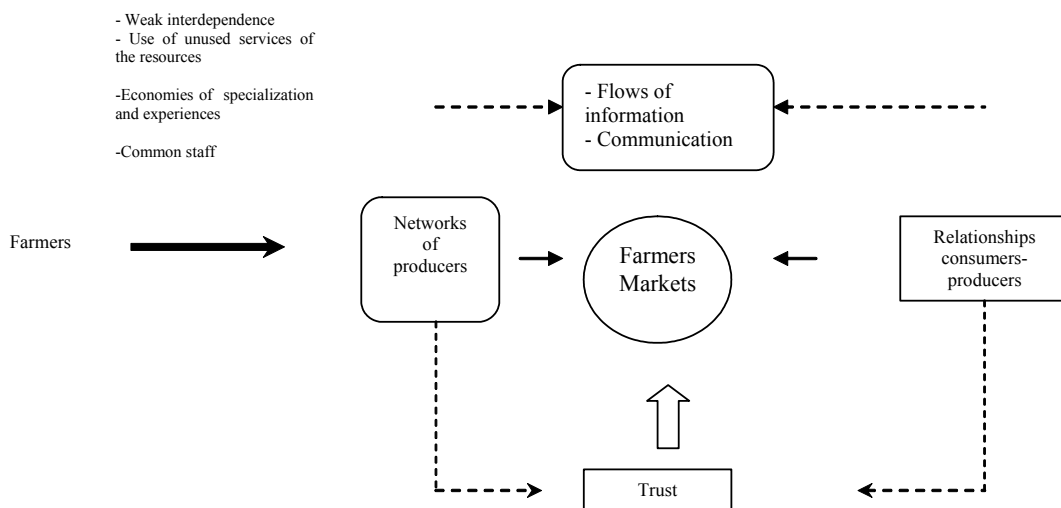 - Weak interdependence
- Use of unused services of
the resources
-Economies of specialization
and experiences
-Common staff
- Flows of
information
- Communication
Farmers
Networks
of
producers
Farmers
Markets
Relationships
consumers-
producers
Trust